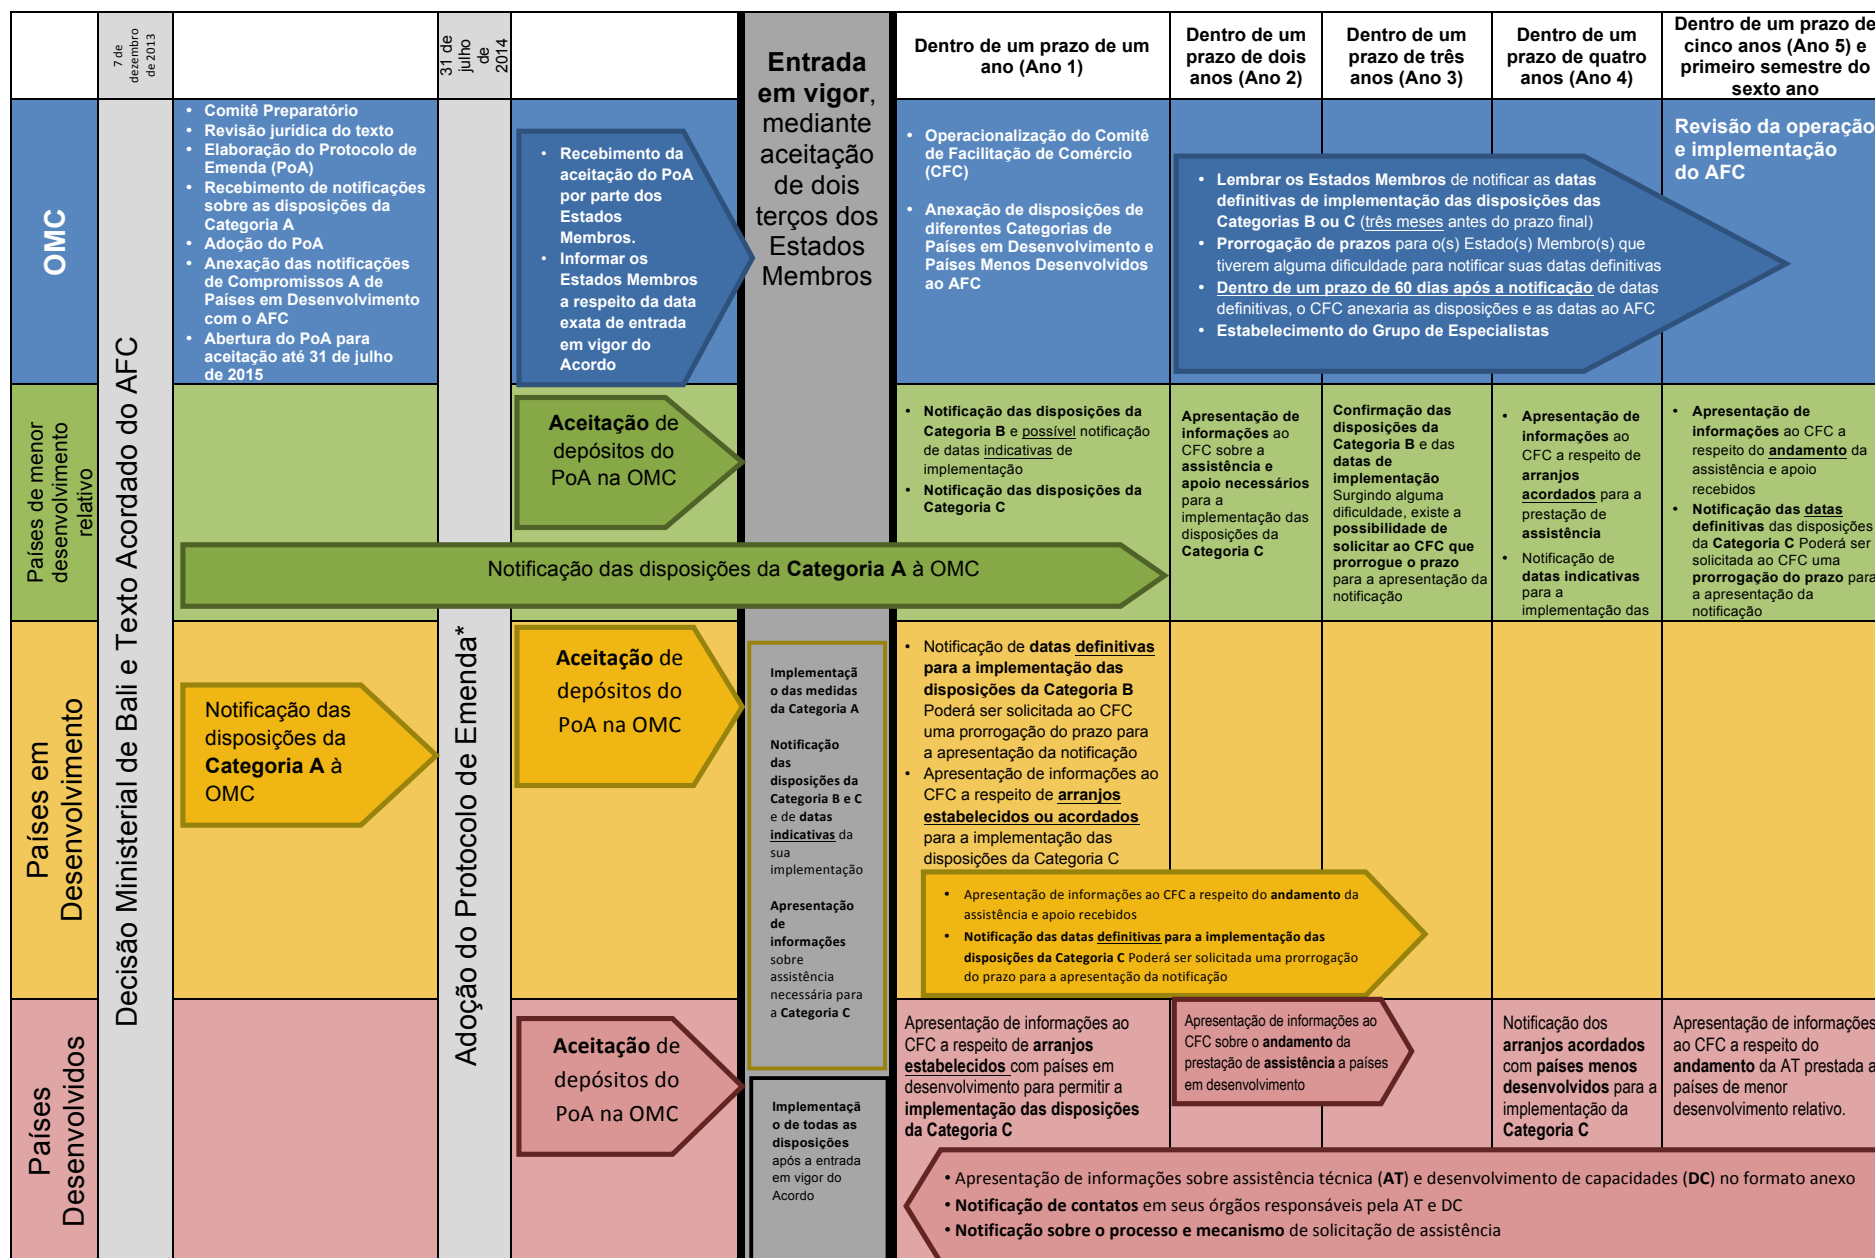 7 de
dezembro
de 2013
31 de
julho
de
2014
Entrada
em vigor,
mediante
aceitação
de dois
terços dos
Estados
Membros
Dentro de um prazo de um
ano (Ano 1)
Dentro de um
prazo de dois
anos (Ano 2)
Dentro de um
prazo de três
anos (Ano 3)
Dentro de um
prazo de quatro
anos (Ano 4)
Dentro de um prazo de
cinco anos (Ano 5) e
primeiro semestre do
sexto ano
Decisão Ministerial de Bali e Texto Acordado do AFC
Adoção do Protocolo de Emenda*
OMC
• Comitê Preparatório
• Revisão jurídica do texto
• Elaboração do Protocolo de
Emenda (PoA)
• Recebimento de notificações
sobre as disposições da
Categoria A
• Adoção do PoA
• Anexação das notificações
de Compromissos A de
Países em Desenvolvimento
com o AFC
• Abertura do PoA para
aceitação até 31 de julho
de 2015
• Recebimento da
aceitação do PoA
por parte dos
Estados
Membros.
• Informar os
Estados Membros
a respeito da data
exata de entrada
em vigor do
Acordo
• Operacionalização do Comitê
de Facilitação de Comércio
(CFC)
• Anexação de disposições de
diferentes Categorias de
Países em Desenvolvimento e
Países Menos Desenvolvidos
ao AFC
• Lembrar os Estados Membros de notificar as datas
definitivas de implementação das disposições das
Categorias B ou C (três meses antes do prazo final)
• Prorrogação de prazos para o(s) Estado(s) Membro(s) que
tiverem alguma dificuldade para notificar suas datas definitivas
• Dentro de um prazo de 60 dias após a notificação de datas
definitivas, o CFC anexaria as disposições e as datas ao AFC
• Estabelecimento do Grupo de Especialistas
Revisão da operação
e implementação
do AFC
Países de menor
desenvolvimento
relativo
Aceitação de
depósitos do
PoA na OMC
Notificação das disposições da Categoria A à OMC
• Notificação das disposições da
Categoria B e possível notificação
de datas indicativas de
implementação
• Notificação das disposições da
Categoria C
Apresentação de
informações ao
CFC sobre a
assistência e
apoio necessários
para a
implementação das
disposições da
Categoria C
Confirmação das
disposições da
Categoria B e das
datas de
implementação
Surgindo alguma
dificuldade, existe a
possibilidade de
solicitar ao CFC que
prorrogue o prazo
para a apresentação da
notificação
• Apresentação de
informações ao
CFC a respeito de
arranjos
acordados para a
prestação de
assistência
• Notificação de
datas indicativas
para a
implementação das
• Apresentação de
informações ao CFC a
respeito do andamento da
assistência e apoio
recebidos
• Notificação das datas
definitivas das disposições
da Categoria C Poderá ser
solicitada ao CFC uma
prorrogação do prazo para
a apresentação da
notificação
Países em
Desenvolvimento
Notificação das
disposições da
Categoria A à
OMC
Aceitação de
depósitos do
PoA na OMC
Implementaçã
o das medidas
da Categoria A
Notificação
das
disposições da
Categoria B e C
e de datas
indicativas da
sua
implementação
Apresentação
de
informações
sobre
assistência
necessária para
a Categoria C
• Notificação de datas definitivas
para a implementação das
disposições da Categoria B
Poderá ser solicitada ao CFC
uma prorrogação do prazo para
a apresentação da notificação
• Apresentação de informações ao
CFC a respeito de arranjos
estabelecidos ou acordados
para a implementação das
disposições da Categoria C
• Apresentação de informações ao CFC a respeito do andamento da
assistência e apoio recebidos
• Notificação das datas definitivas para a implementação das
disposições da Categoria C Poderá ser solicitada uma prorrogação
do prazo para a apresentação da notificação
Países
Desenvolvidos
Aceitação de
depósitos do
PoA na OMC
Implementaçã
o de todas as
disposições
após a entrada
em vigor do
Acordo
Apresentação de informações ao
CFC a respeito de arranjos
estabelecidos com países em
desenvolvimento para permitir a
implementação das disposições
da Categoria C
Apresentação de informações ao
CFC sobre o andamento da
prestação de assistência a países
em desenvolvimento
Notificação dos
arranjos acordados
com países menos
desenvolvidos para a
implementação da
Categoria C
Apresentação de informações
ao CFC a respeito do
andamento da AT prestada a
países de menor
desenvolvimento relativo.
• Apresentação de informações sobre assistência técnica (AT) e desenvolvimento de capacidades (DC) no formato anexo
• Notificação de contatos em seus órgãos responsáveis pela AT e DC
• Notificação sobre o processo e mecanismo de solicitação de assistência